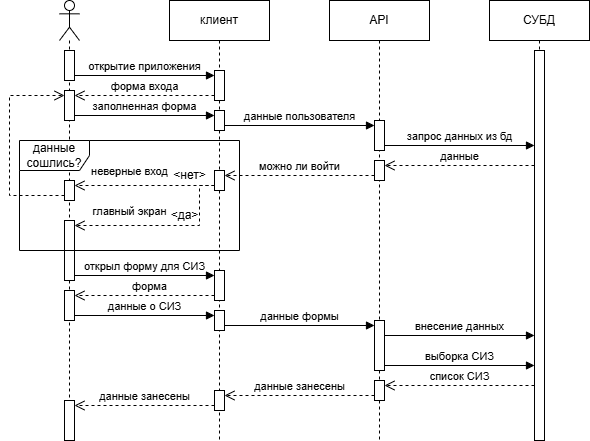 клиент
API
СУБД
открытие приложения
форма входа
заполненная форма
данные пользователя
запрос данных из бд
данные
сошлись?
данные
можно ли войти
неверные вход
<нет>
главный экран
<да>
открыл форму для СИЗ
форма
данные о СИЗ
данные формы
внесение данных
выборка СИЗ
список СИЗ
данные занесены
данные занесены